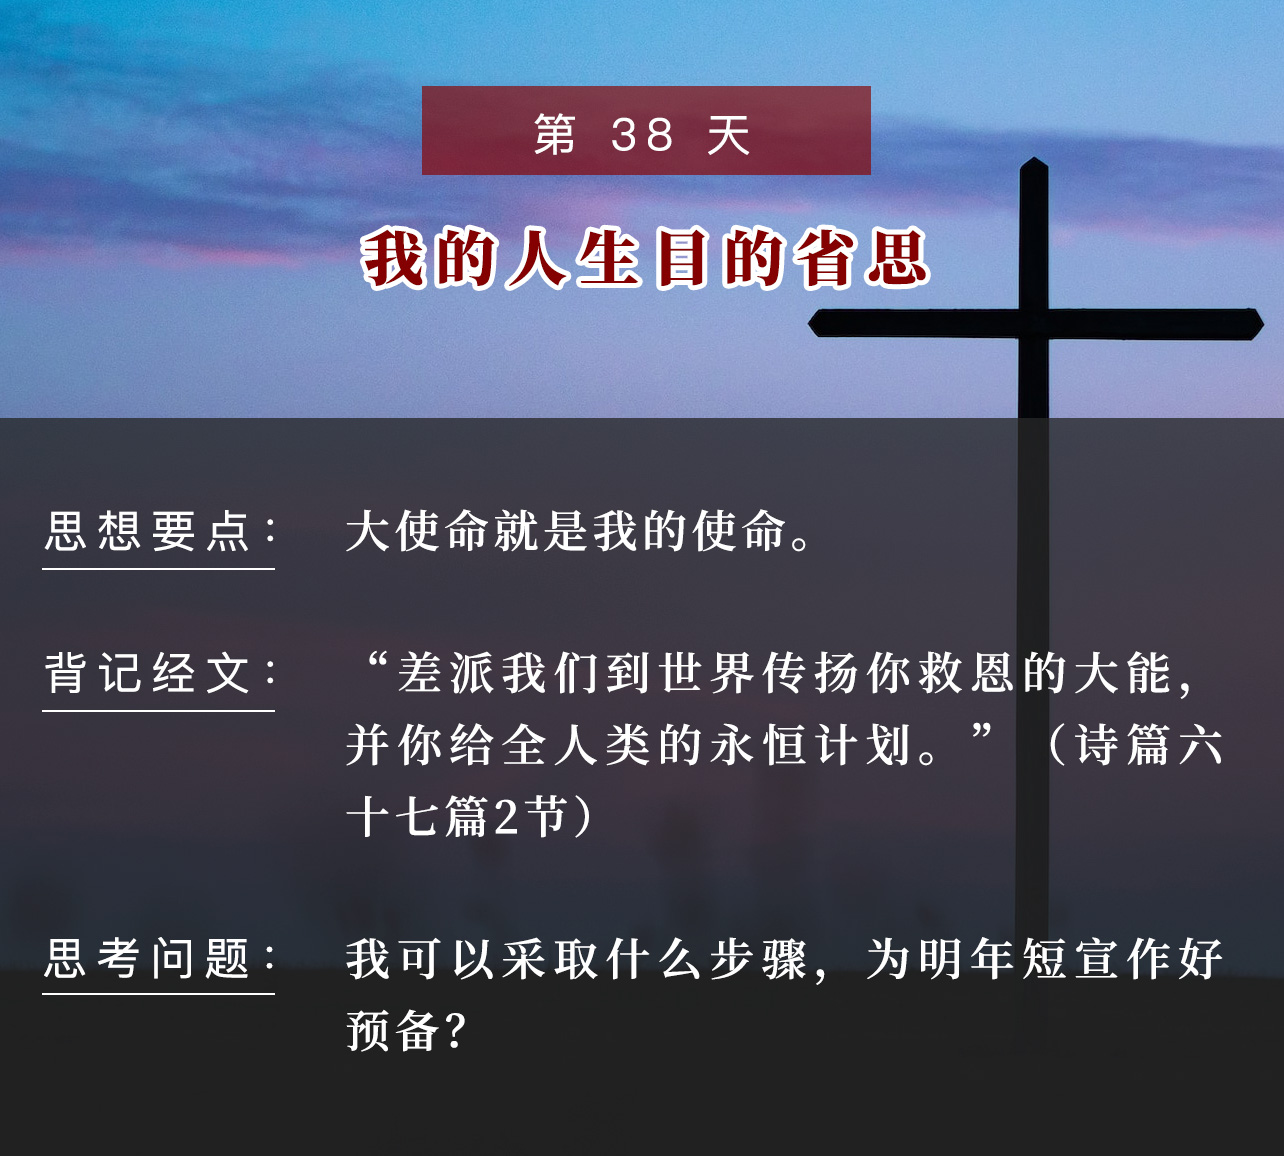 第 38 天
我的人生目的省思
思想要点： 大使命就是我的使命。
背记经文： “差派我们到世界传扬你救恩的大能，
并你给全人类的永恒计划。”（诗篇六
十七篇2节）
思考问题： 我可以采取什么步骤，为明年短宣作好
预备？